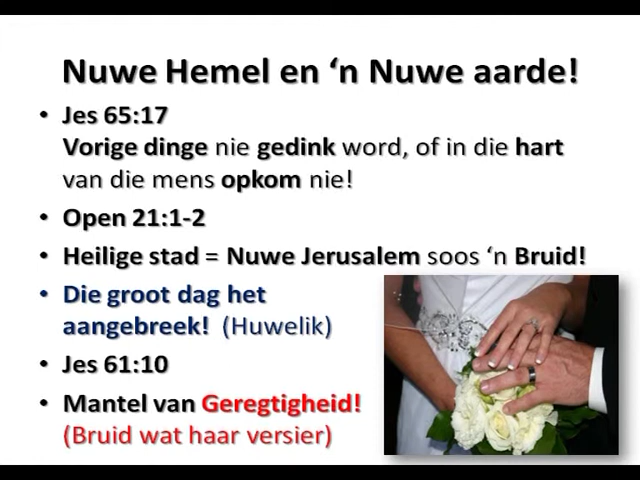 Nuwe Hemel en ‘n Nuwe aarde!
• Jes 65:17
Vorige dinge nie gedink word, of in die hart
van die mens opkom nie!
• Open 21:1-2
• Heilige stad = Nuwe Jerusalem soos ‘n Bruid!
• Die groot dag het
aangebreek! (Huwelik)
• Jes 61:10
• Mantel van Geregtigheid!
(Bruid wat haar versier)